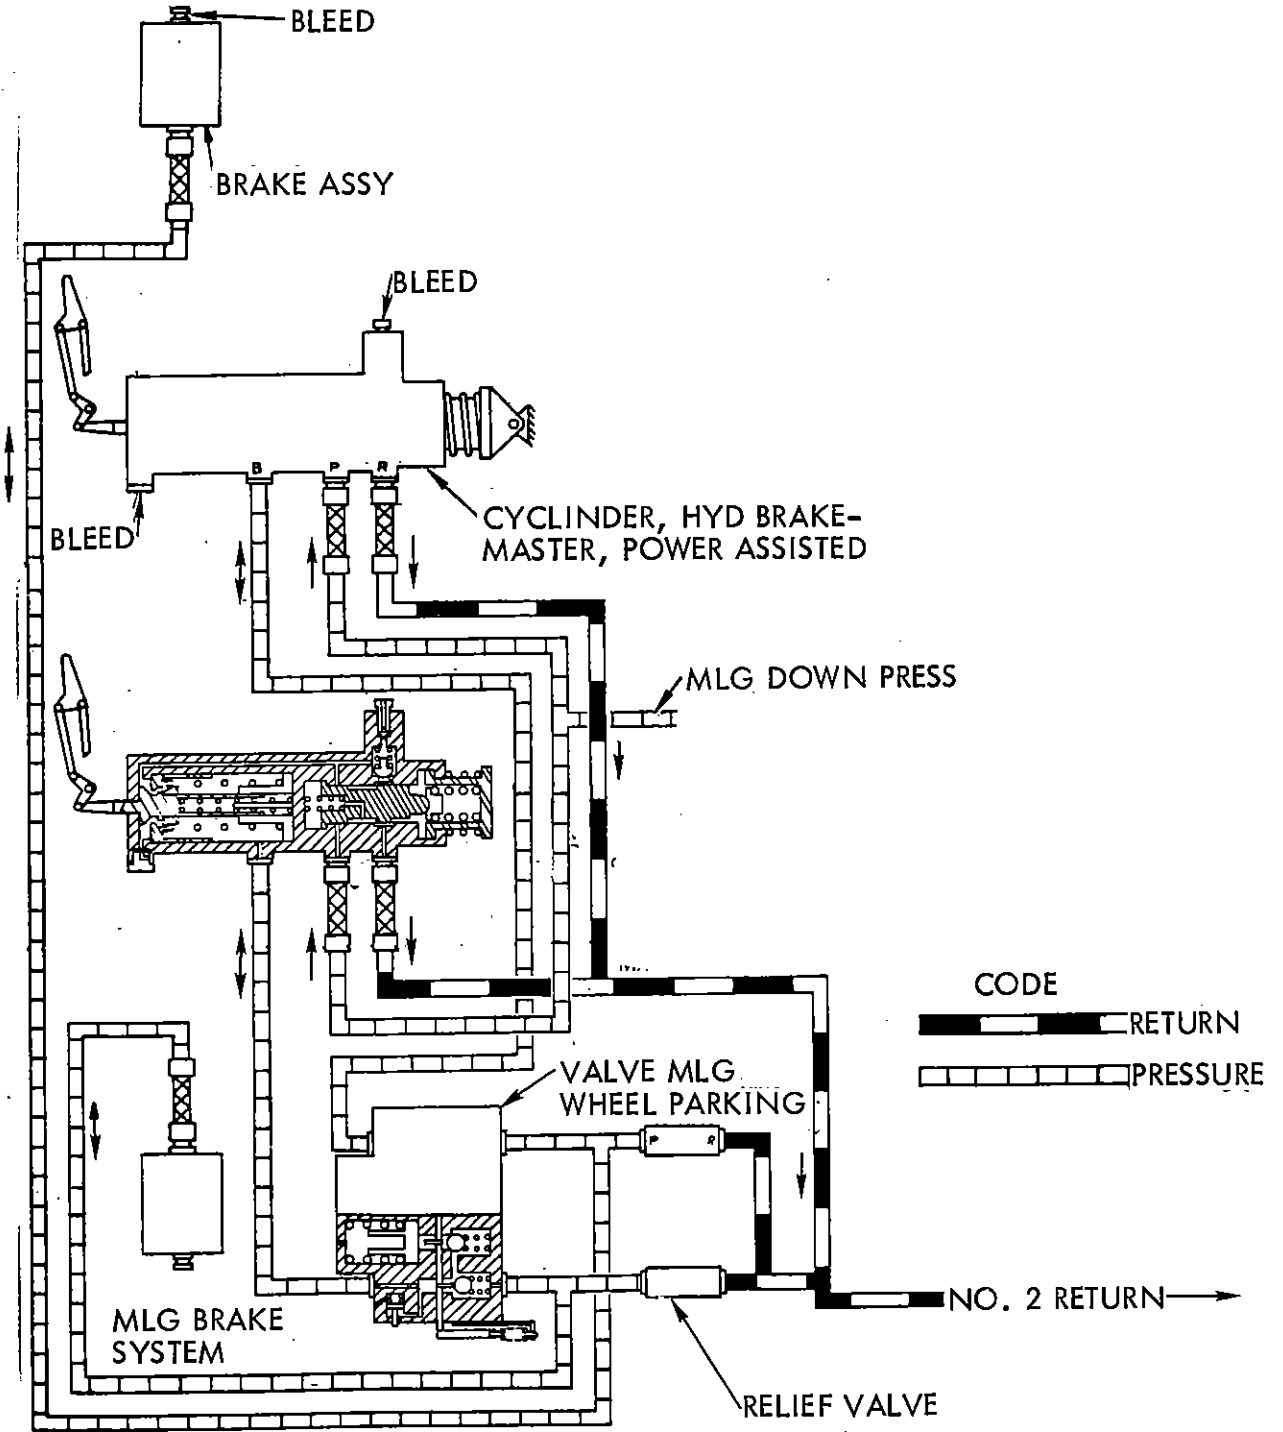 BLEED
BRAKE ASSY
BLEED
B P R
BLEED
CYCLINDER, HYD BRAKE-
MASTER, POWER ASSISTED
MLG DOWN PRESS
CODE
RETURN
PRESSURE
VALVE MLG
WHEEL PARKING
P R
NO. 2 RETURN
MLG BRAKE
SYSTEM
RELIEF VALVE